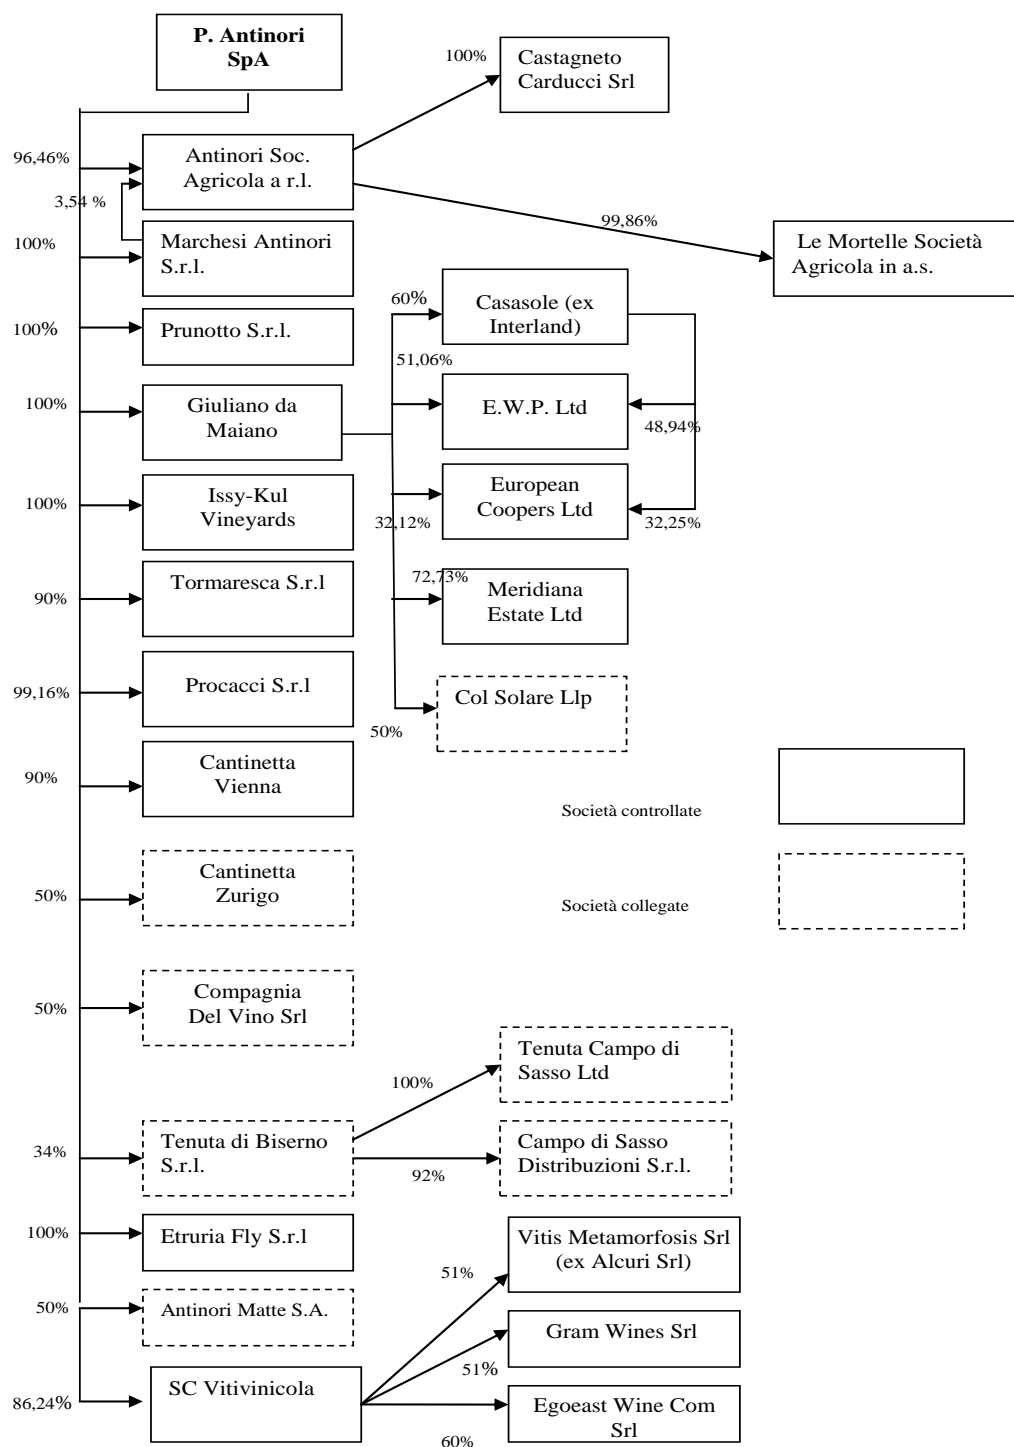 P. Antinori
SpA
100%
Castagneto
Carducci Srl
96,46%
Antinori Soc.
Agricola a r.l.
3,54 %
99,86%
Le Mortelle Società
Agricola in a.s.
100%
Marchesi Antinori
S.r.l.
100%
Prunotto S.r.l.
60%
Casasole (ex
Interland)
51,06%
100%
Giuliano da
Maiano
E.W.P. Ltd
48,94%
100%
Issy-Kul
Vineyards
European
Coopers Ltd
32,12%
32,25%
90%
Tormaresca S.r.l
72,73%
Meridiana
Estate Ltd
99,16%
Procacci S.r.l
Col Solare Llp
50%
90%
Cantinetta
Vienna
Società controllate
50%
Cantinetta
Zurigo
Società collegate
50%
Compagnia
Del Vino Srl
Tenuta Campo di
Sasso Ltd
100%
34%
Tenuta di Biserno
S.r.l.
92%
Campo di Sasso
Distribuzioni S.r.l.
100%
Etruria Fly S.r.l
Vitis Metamorfosis Srl
(ex Alcuri Srl)
51%
50%
Antinori Matte S.A.
Gram Wines Srl
51%
86,24%
SC Vitivinicola
Egoeast Wine Com
Srl
60%